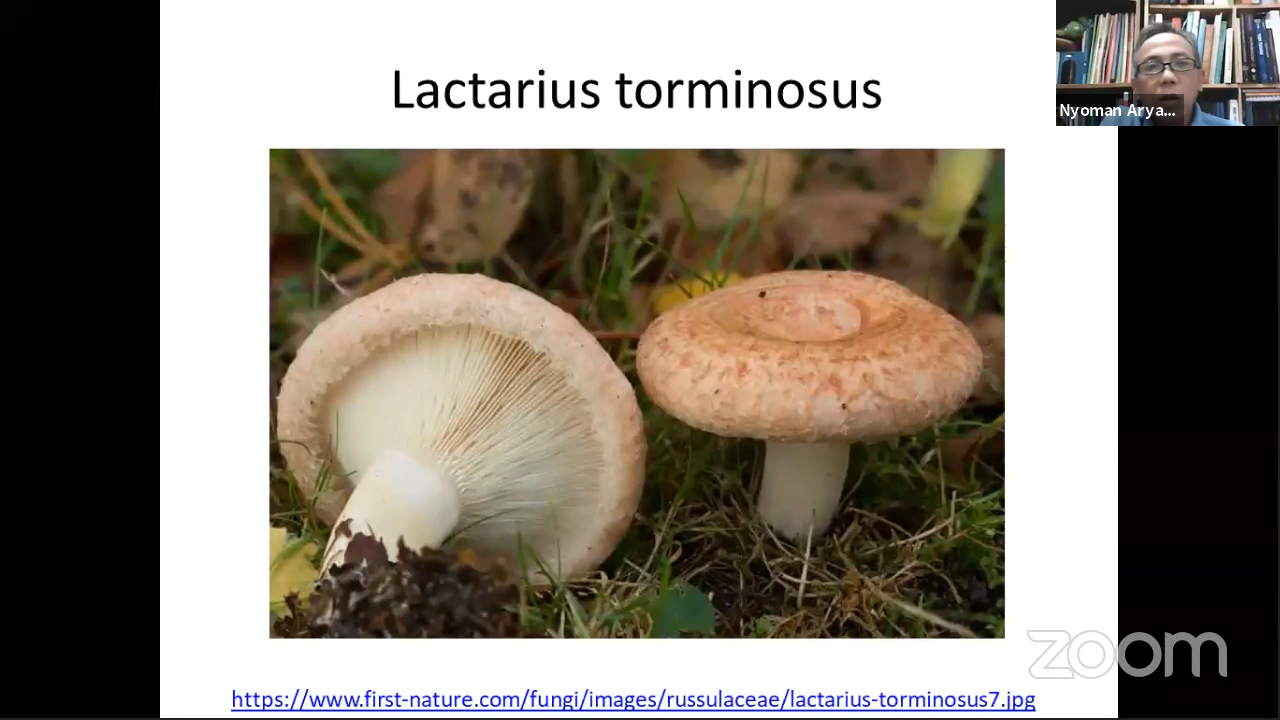 Lactarius torminosus
Nyoman Arya...
zoom
https://www.first-nature.com/fungi/images/russulaceae/lactarius-torminosus7.jpg